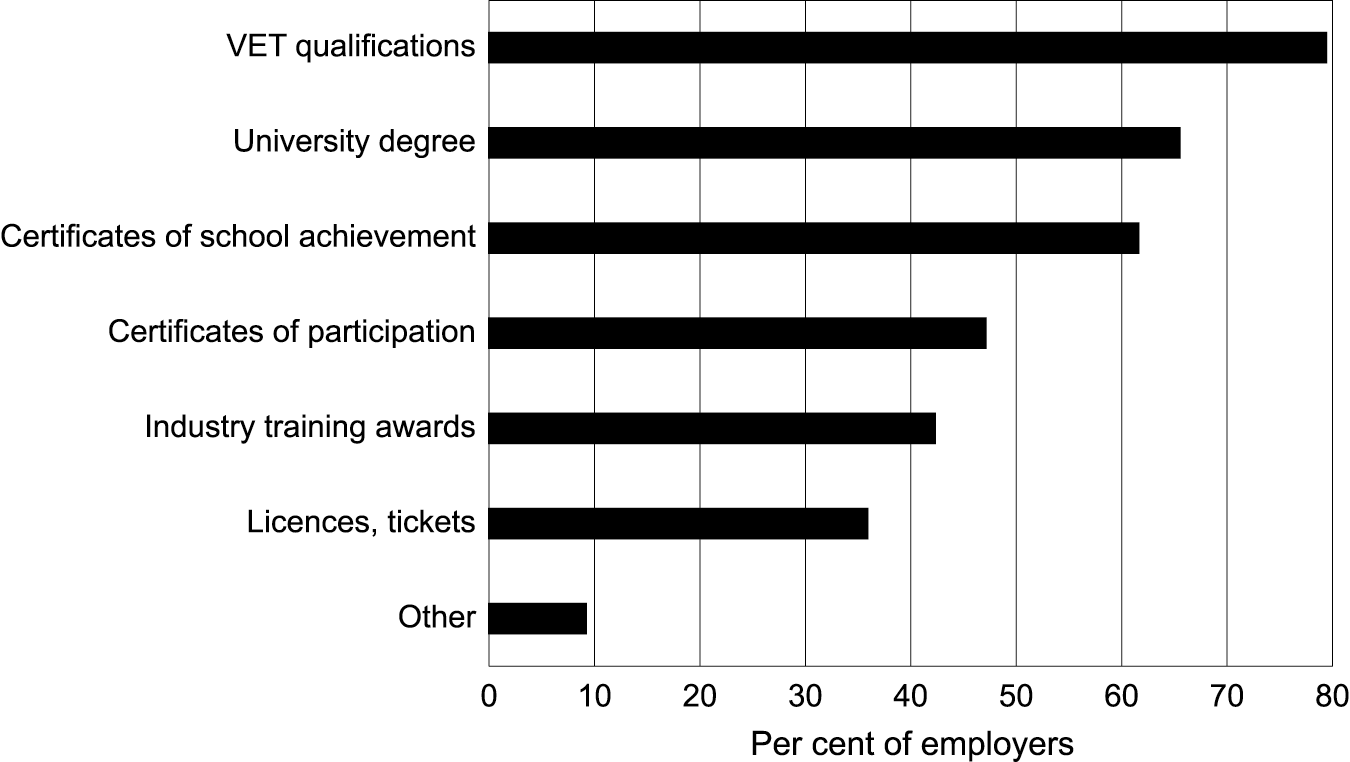 VET qualifications
University degree
Certificates of school achievement
Certificates of participation
Industry training awards
Licences, tickets
Other
0 10 20 30 40 50 60 70 80
Per cent of employers